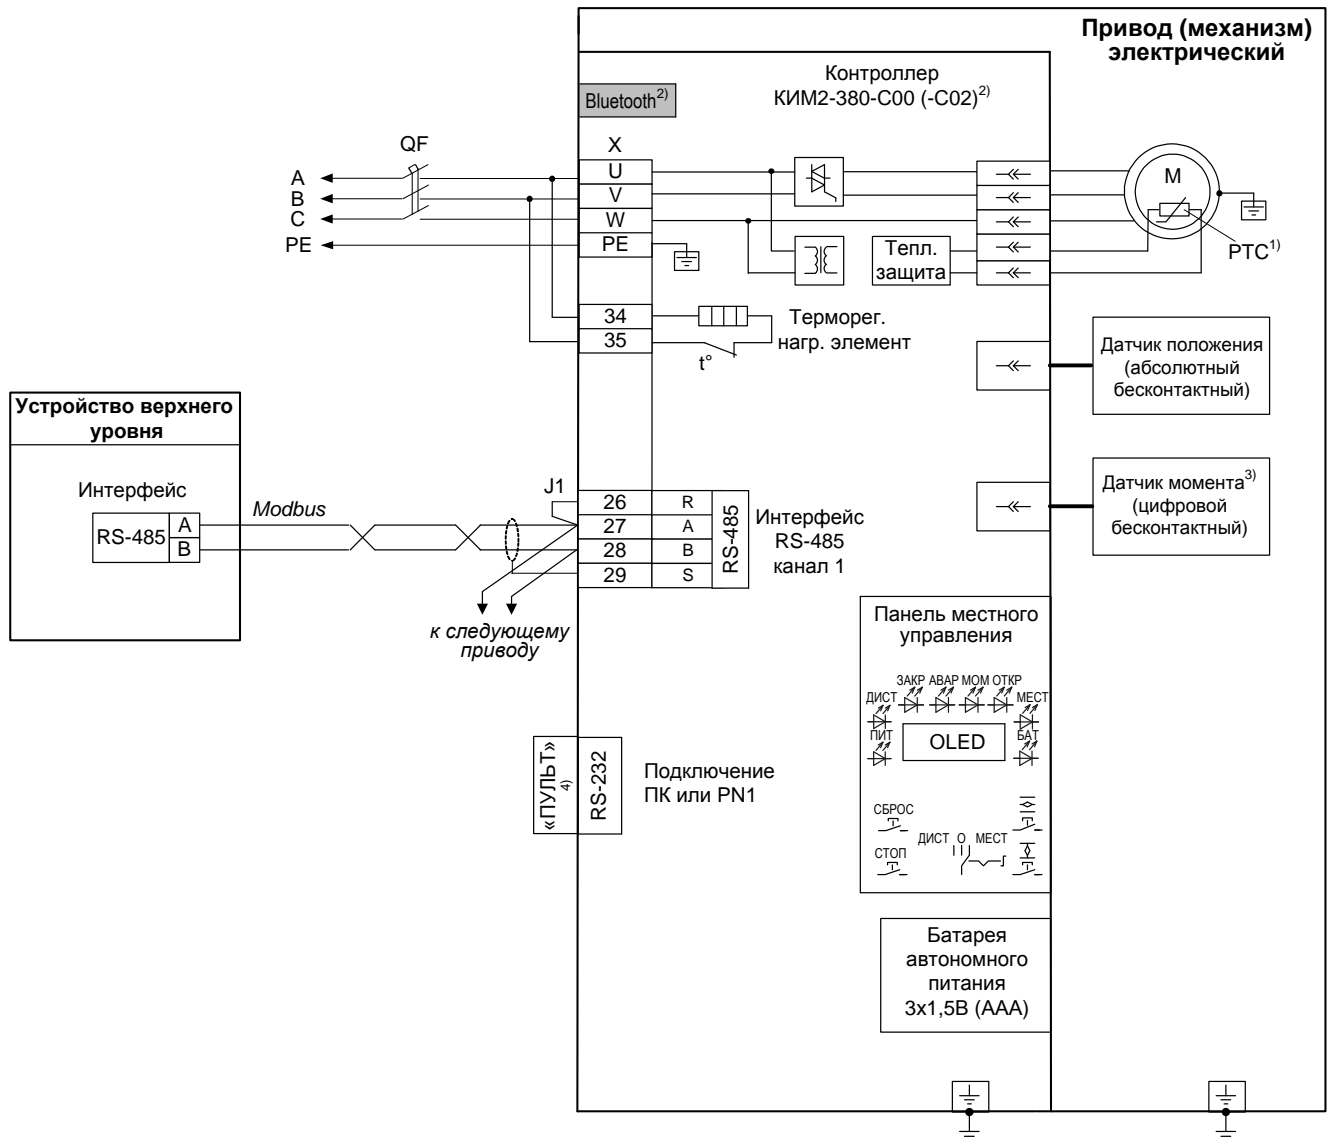 Привод (механизм)
электрический
Контроллер
КИМ2-380-С00 (-С02)2)
Bluetooth2)
QF
X
A
B
C
PE
U
V
W
PE
M
PTC1)
Тепл.
защита
34
35
Терморег.
нагр. элемент
t°
Датчик положения
(абсолютный
бесконтактный)
Устройство верхнего
уровня
Интерфейс
RS-485
A
B
Modbus
J1
26
27
28
29
R
A
B
S
RS-485
Интерфейс
RS-485
канал 1
Датчик момента3)
(цифровой
бесконтактный)
к следующему
приводу
Панель местного
управления
ЗАКР АВАР МОМ ОТКР
ДИСТ
МЕСТ
ПИТ
OLED
БАТ
СБРОС
ДИСТ О МЕСТ
СТОП
«ПУЛЬТ»
4)
RS-232
Подключение
ПК или PN1
Батарея
автономного
питания
3х1,5В (ААА)